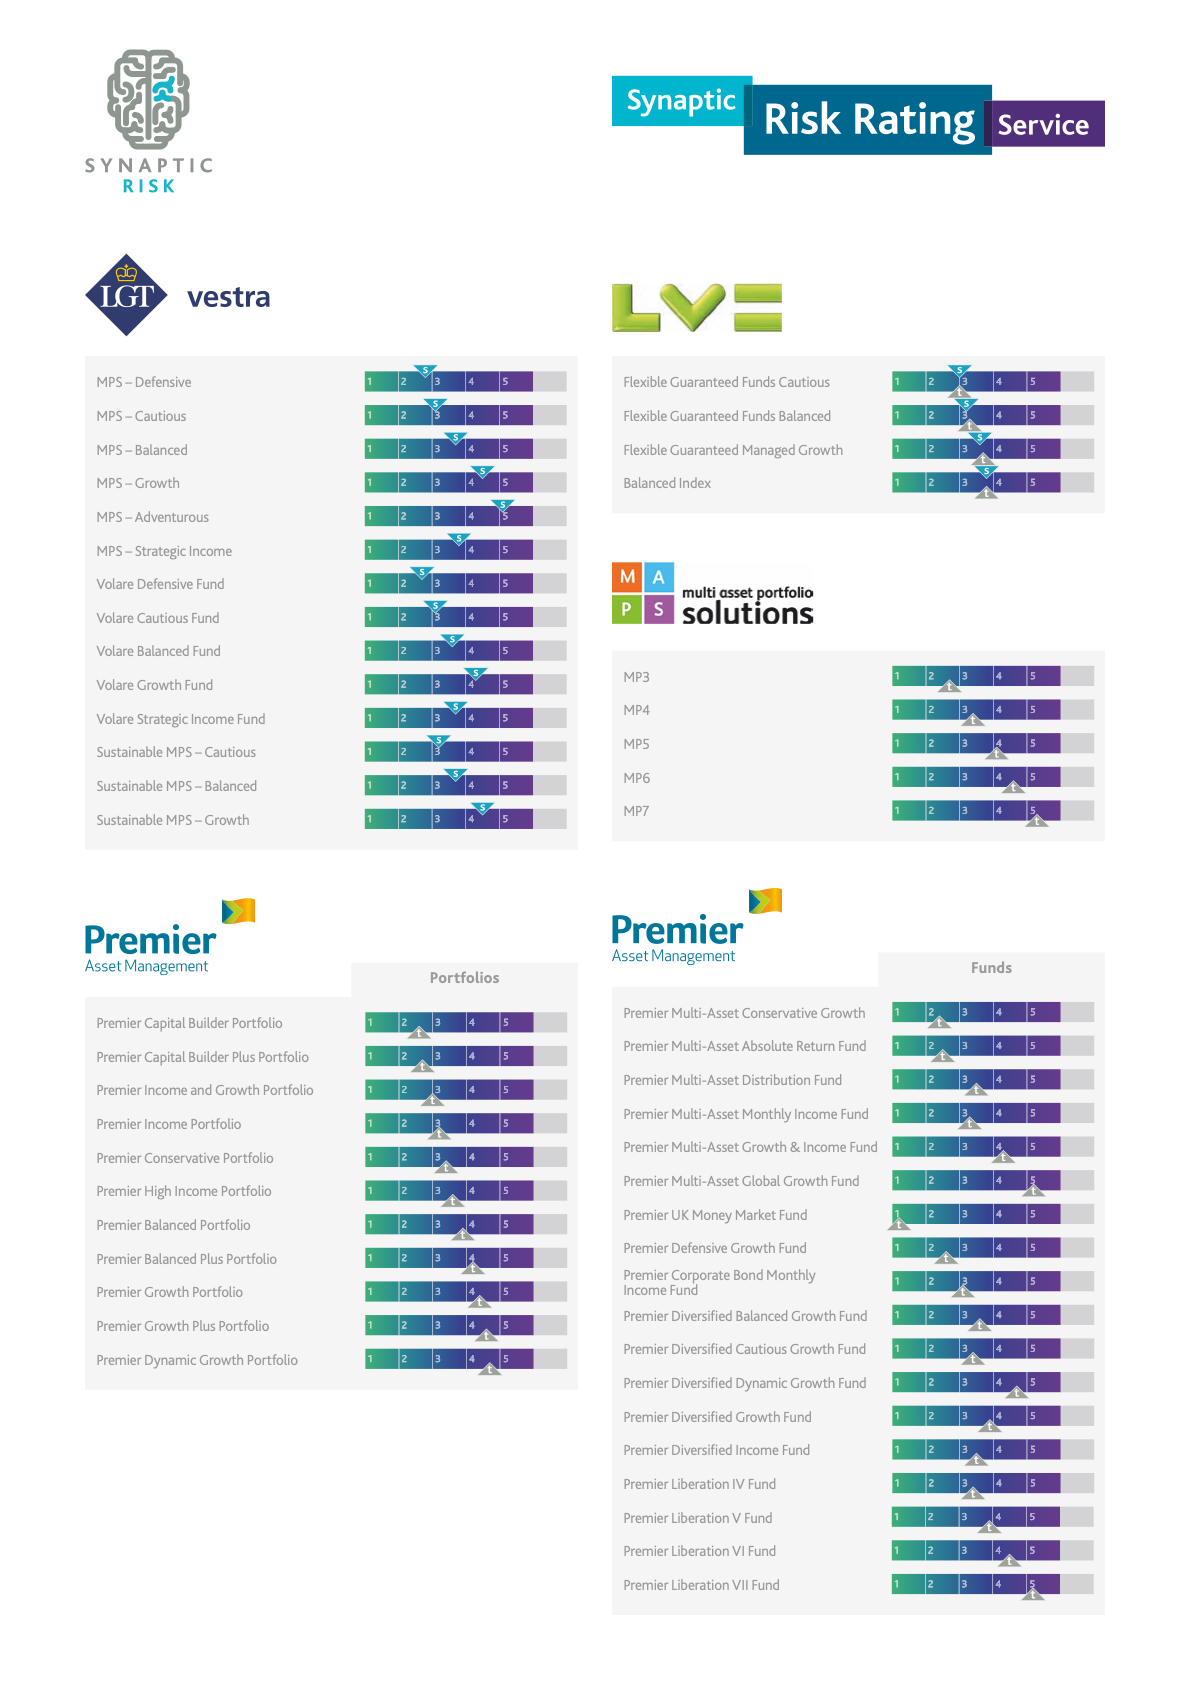 SYNAPTIC
RISK
Synaptic Risk Rating Service
LGT vestra
MPS – Defensive 1 2 3 4 5 s
MPS – Cautious 1 2 3 4 5 s
MPS – Balanced 1 2 3 4 5 s
MPS – Growth 1 2 3 4 5 s
MPS – Adventurous 1 2 3 4 5 s
MPS – Strategic Income 1 2 3 4 5 s
Volare Defensive Fund 1 2 3 4 5 s
Volare Cautious Fund 1 2 3 4 5 s
Volare Balanced Fund 1 2 3 4 5 s
Volare Growth Fund 1 2 3 4 5 s
Volare Strategic Income Fund 1 2 3 4 5 s
Sustainable MPS – Cautious 1 2 3 4 5 s
Sustainable MPS – Balanced 1 2 3 4 5 s
Sustainable MPS – Growth 1 2 3 4 5 s
LV=
Flexible Guaranteed Funds Cautious 1 2 3 4 5 s t
Flexible Guaranteed Funds Balanced 1 2 3 4 5 s t
Flexible Guaranteed Managed Growth 1 2 3 4 5 s t
Balanced Index 1 2 3 4 5 s t
M A
P S
multi asset portfolio
solutions
MP3 1 2 3 4 5 t
MP4 1 2 3 4 5 t
MP5 1 2 3 4 5 t
MP6 1 2 3 4 5 t
MP7 1 2 3 4 5 t
Premier
Asset Management
Portfolios
Premier Capital Builder Portfolio 1 2 3 4 5 t
Premier Capital Builder Plus Portfolio 1 2 3 4 5 t
Premier Income and Growth Portfolio 1 2 3 4 5 t
Premier Income Portfolio 1 2 3 4 5 t
Premier Conservative Portfolio 1 2 3 4 5 t
Premier High Income Portfolio 1 2 3 4 5 t
Premier Balanced Portfolio 1 2 3 4 5 t
Premier Balanced Plus Portfolio 1 2 3 4 5 t
Premier Growth Portfolio 1 2 3 4 5 t
Premier Growth Plus Portfolio 1 2 3 4 5 t
Premier Dynamic Growth Portfolio 1 2 3 4 5 t
Premier
Asset Management
Funds
Premier Multi-Asset Conservative Growth 1 2 3 4 5 t
Premier Multi-Asset Absolute Return Fund 1 2 3 4 5 t
Premier Multi-Asset Distribution Fund 1 2 3 4 5 t
Premier Multi-Asset Monthly Income Fund 1 2 3 4 5 t
Premier Multi-Asset Growth & Income Fund 1 2 3 4 5 t
Premier Multi-Asset Global Growth Fund 1 2 3 4 5 t
Premier UK Money Market Fund 1 2 3 4 5 t
Premier Defensive Growth Fund 1 2 3 4 5 t
Premier Corporate Bond Monthly
Income Fund 1 2 3 4 5 t
Premier Diversified Balanced Growth Fund 1 2 3 4 5 t
Premier Diversified Cautious Growth Fund 1 2 3 4 5 t
Premier Diversified Dynamic Growth Fund 1 2 3 4 5 t
Premier Diversified Growth Fund 1 2 3 4 5 t
Premier Diversified Income Fund 1 2 3 4 5 t
Premier Liberation IV Fund 1 2 3 4 5 t
Premier Liberation V Fund 1 2 3 4 5 t
Premier Liberation VI Fund 1 2 3 4 5 t
Premier Liberation VII Fund 1 2 3 4 5 t